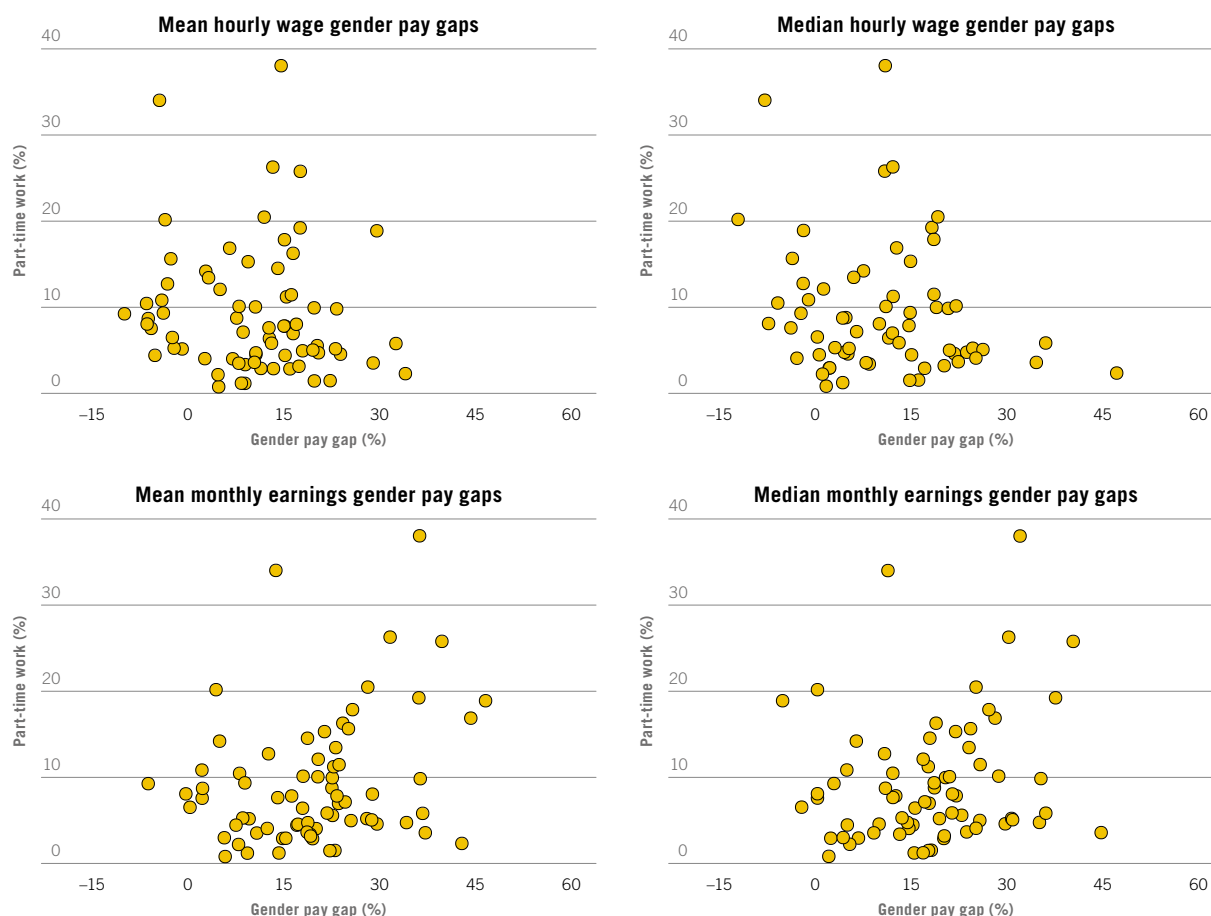 Mean hourly wage gender pay gaps
40
30
20
10
0
Part-time work (%)
–15 0 15 30 45 60
Gender pay gap (%)
Median hourly wage gender pay gaps
40
30
20
10
0
Part-time work (%)
–15 0 15 30 45 60
Gender pay gap (%)
Mean monthly earnings gender pay gaps
40
30
20
10
0
Part-time work (%)
–15 0 15 30 45 60
Gender pay gap (%)
Median monthly earnings gender pay gaps
40
30
20
10
0
Part-time work (%)
–15 0 15 30 45 60
Gender pay gap (%)